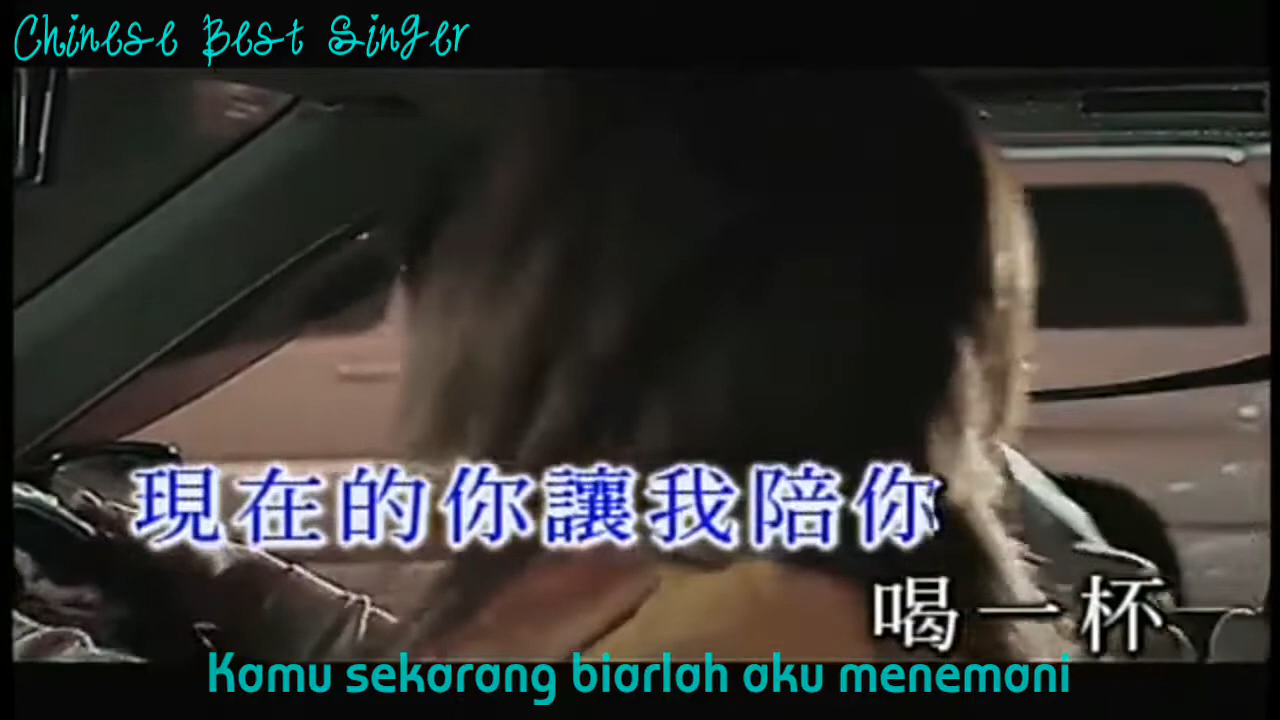 Chinese Best Singer
現在的你讓我陪你
喝一杯
Kamu sekarang biarlah aku menemani